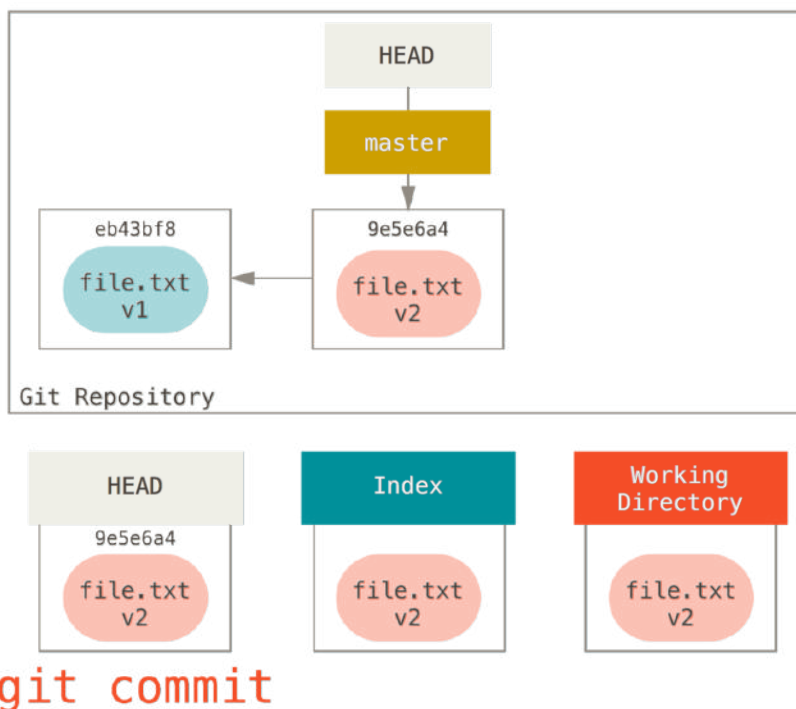 HEAD
master
eb43bf8
file.txt
v1
9e5e6a4
file.txt
v2
Git Repository
HEAD
9e5e6a4
file.txt
v2
Index
file.txt
v2
Working
Directory
file.txt
v2
git commit